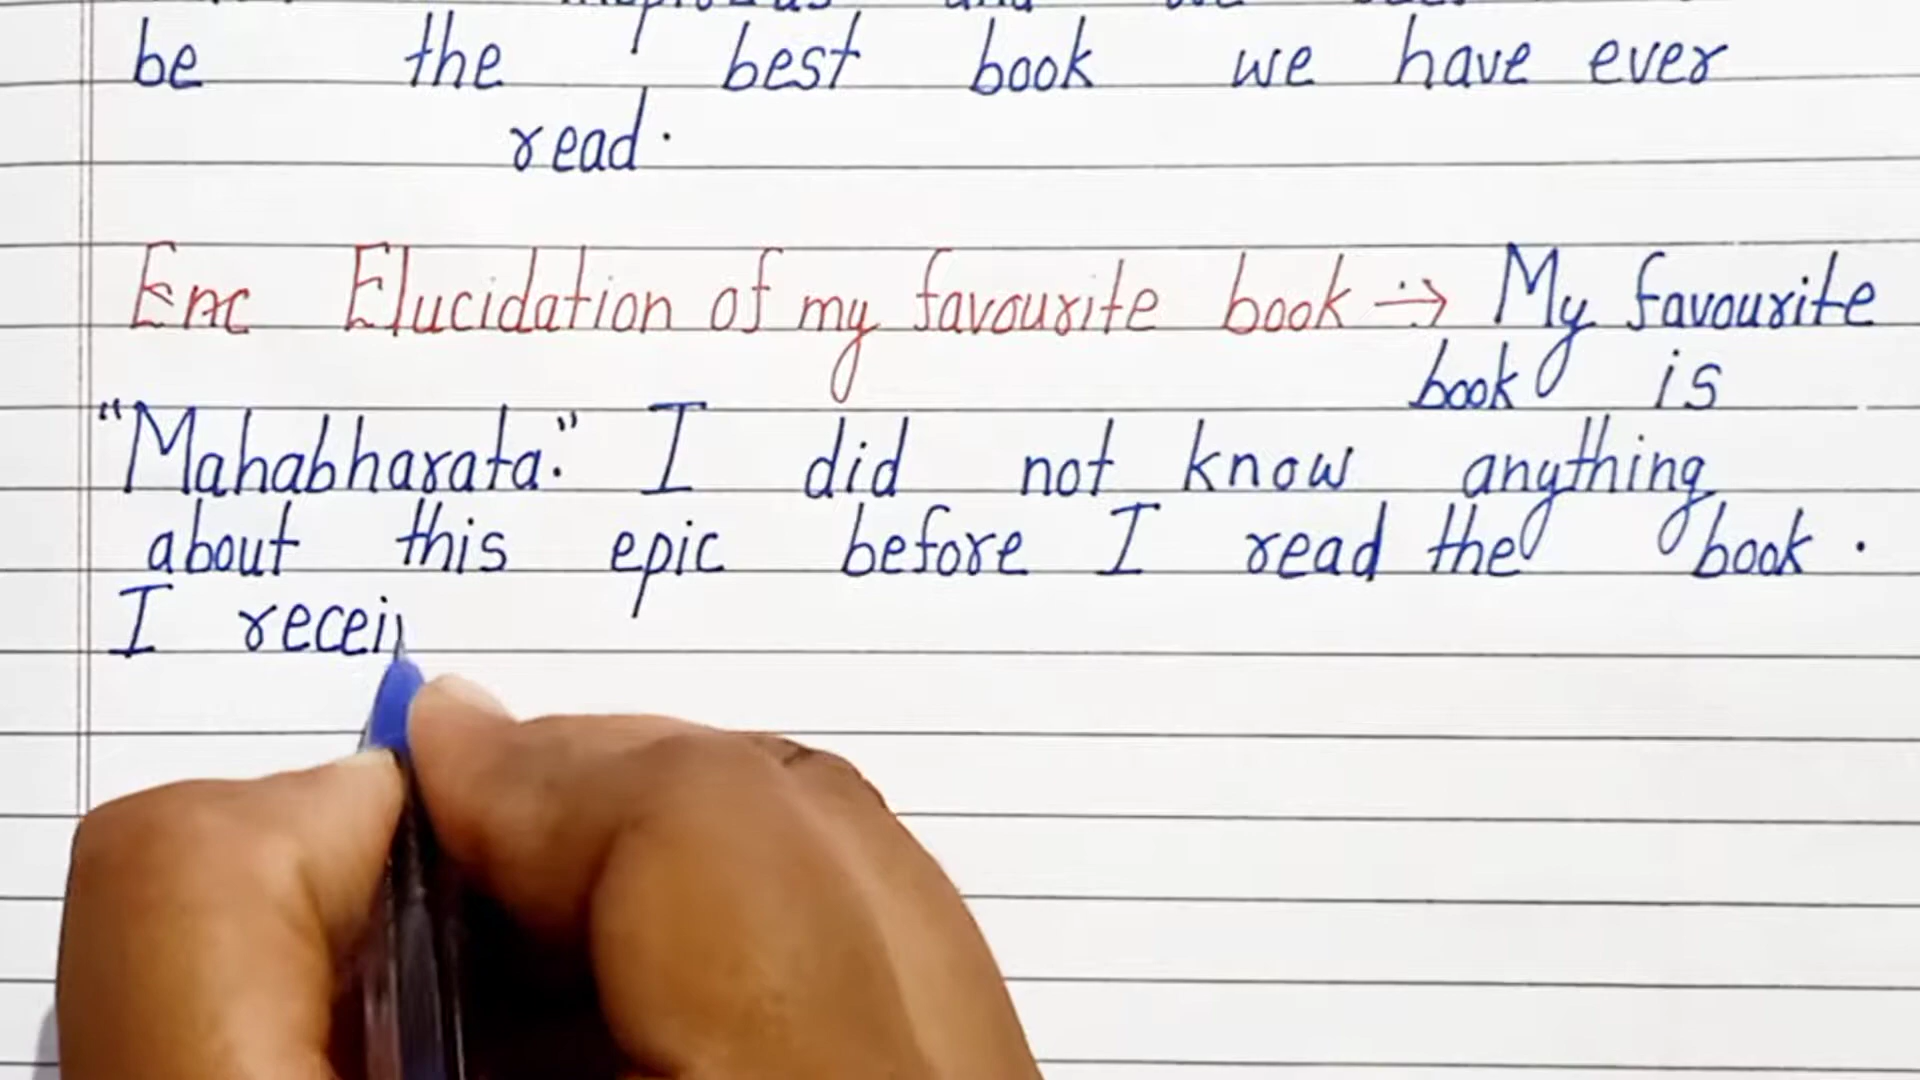 be the best book we have ever
read.
Enc Elucidation of my favourite book → My favourite
book is
"Mahabharata." I did not know anything
about this epic before I read the book.
I recei